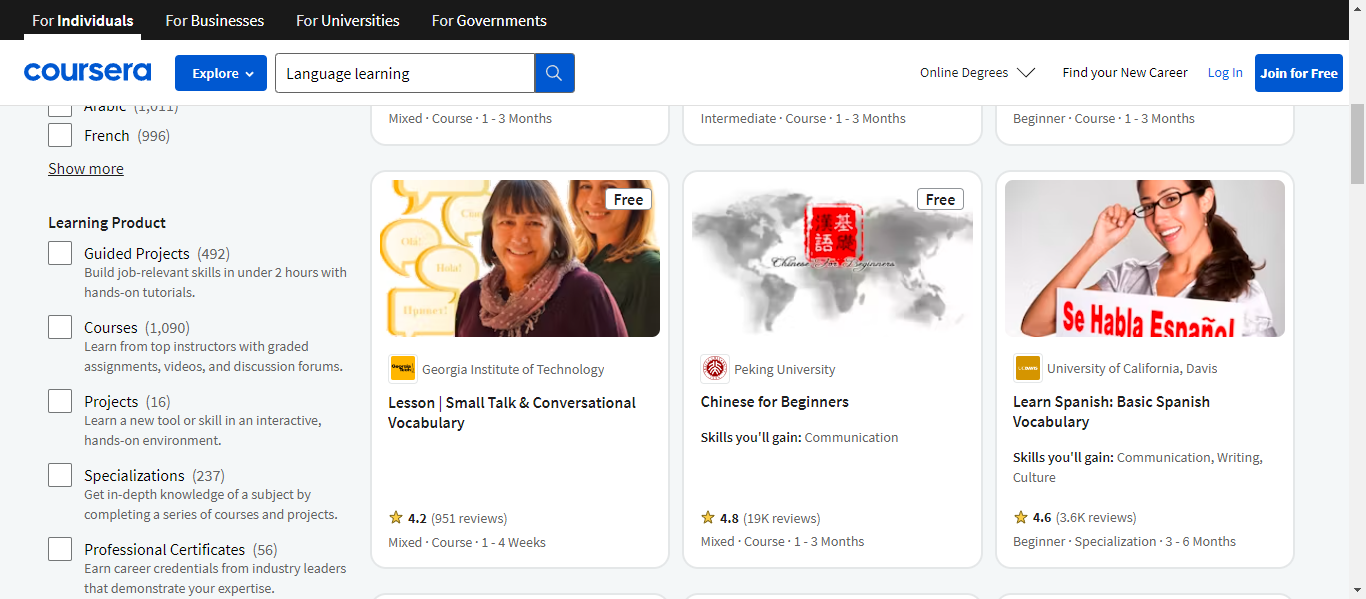 For Individuals
For Businesses
For Universities
For Governments
coursera
Explore
Language learning
Online Degrees
Find your New Career
Log In
Join for Free
Arabic (1,011)
French (996)
Show more
Learning Product
Guided Projects (492)
Build job-relevant skills in under 2 hours with
hands-on tutorials.
Courses (1,090)
Learn from top instructors with graded
assignments, videos, and discussion forums.
Projects (16)
Learn a new tool or skill in an interactive,
hands-on environment.
Specializations (237)
Get in-depth knowledge of a subject by
completing a series of courses and projects.
Professional Certificates (56)
Earn career credentials from industry leaders
that demonstrate your expertise.
Mixed · Course · 1 - 3 Months
Intermediate · Course · 1 - 3 Months
Beginner · Course · 1 - 3 Months
Free
Olá!
Hola!
Привет!
Georgia Institute of Technology
Lesson | Small Talk & Conversational
Vocabulary
4.2 (951 reviews)
Mixed · Course · 1 - 4 Weeks
Free
漢基
語礎
Chinese For Beginners
Peking University
Chinese for Beginners
Skills you'll gain: Communication
4.8 (19K reviews)
Mixed · Course · 1 - 3 Months
Se Habla Español
University of California, Davis
Learn Spanish: Basic Spanish
Vocabulary
Skills you'll gain: Communication, Writing,
Culture
4.6 (3.6K reviews)
Beginner · Specialization · 3 - 6 Months